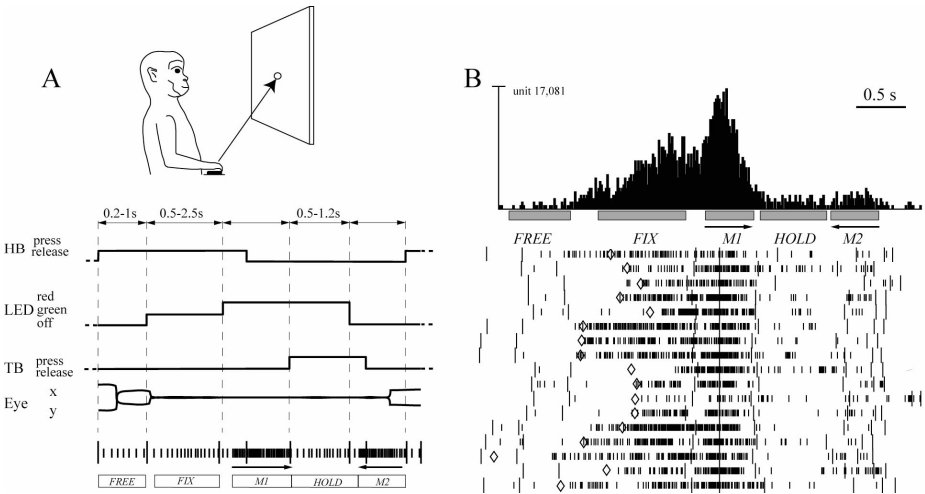 A
B
unit 17,081
0.5 s
0.2-1s 0.5-2.5s 0.5-1.2s
HB press
release
LED red
green
off
TB press
release
Eye x
y
FREE FIX M1 HOLD M2
FREE FIX M1 HOLD M2